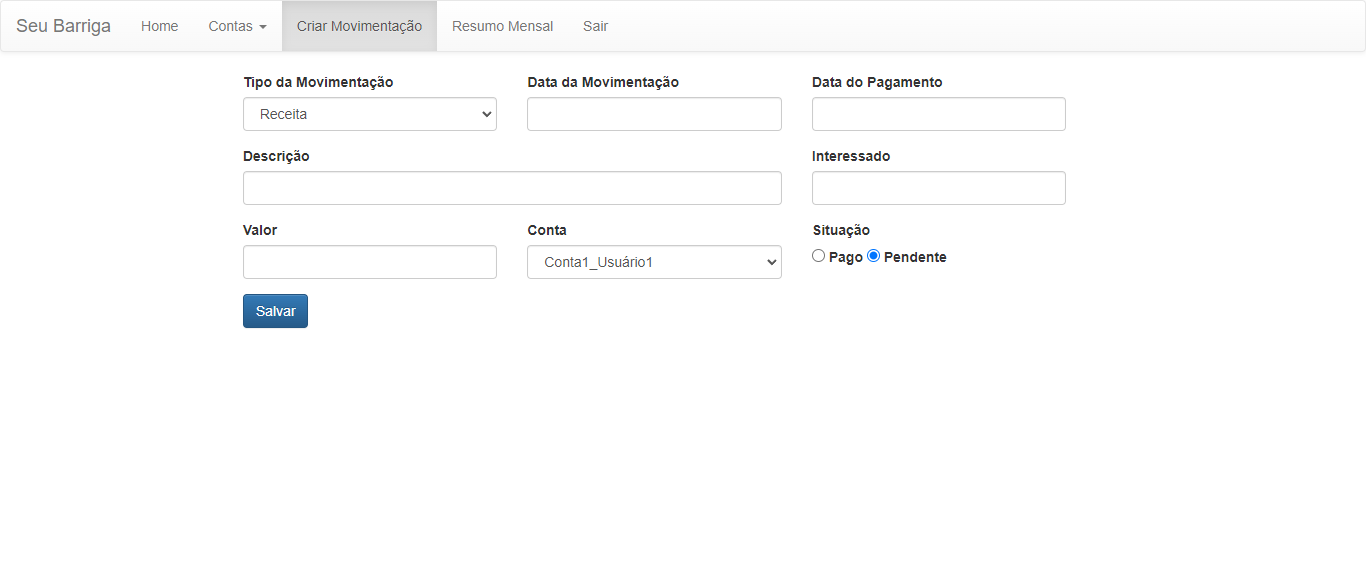 Seu Barriga Home Contas Criar Movimentação Resumo Mensal Sair
Tipo da Movimentação Data da Movimentação Data do Pagamento
Receita
Descrição Interessado
Valor Conta Situação
Conta1_Usuário1 Pago Pendente
Salvar